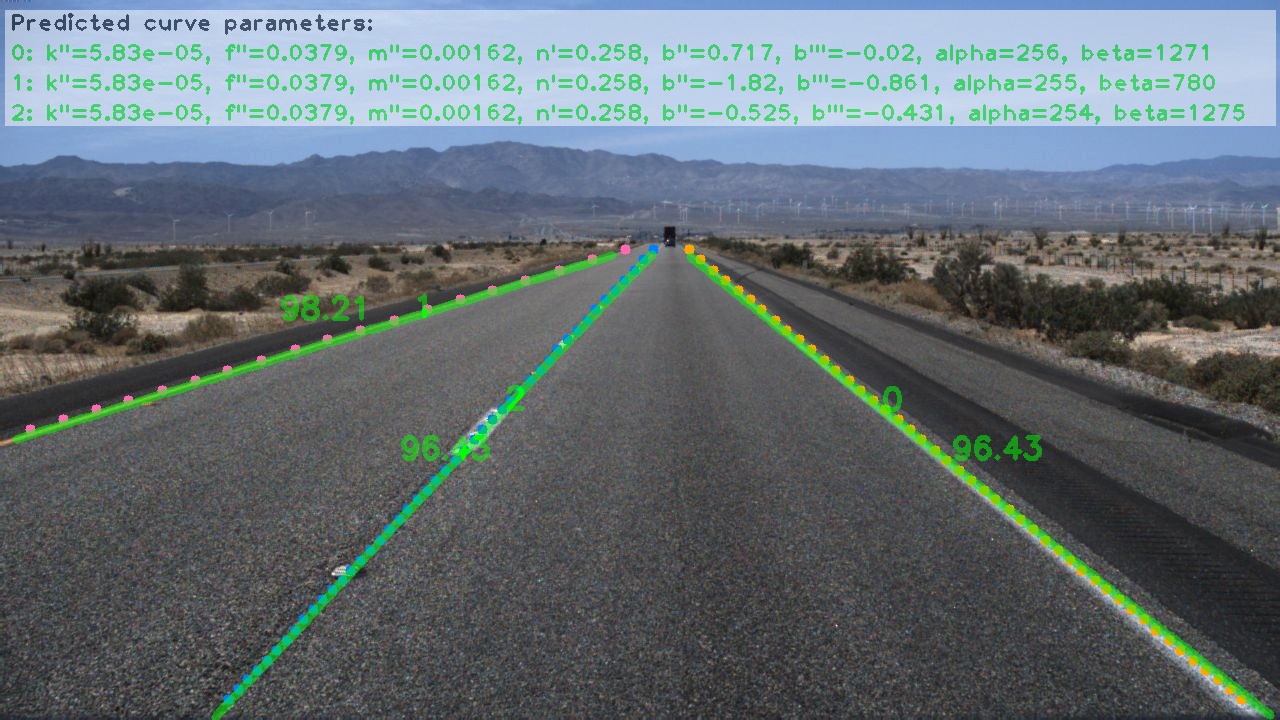 Predicted curve parameters:
0: k''=5.83e-05, f''=0.0379, m''=0.00162, n'=0.258, b''=0.717, b'''=-0.02, alpha=256, beta=1271
1: k''=5.83e-05, f''=0.0379, m''=0.00162, n'=0.258, b''=-1.82, b'''=-0.861, alpha=255, beta=780
2: k''=5.83e-05, f''=0.0379, m''=0.00162, n'=0.258, b''=-0.525, b'''=-0.431, alpha=254, beta=1275
98.21 1
2 0
96.43 96.43